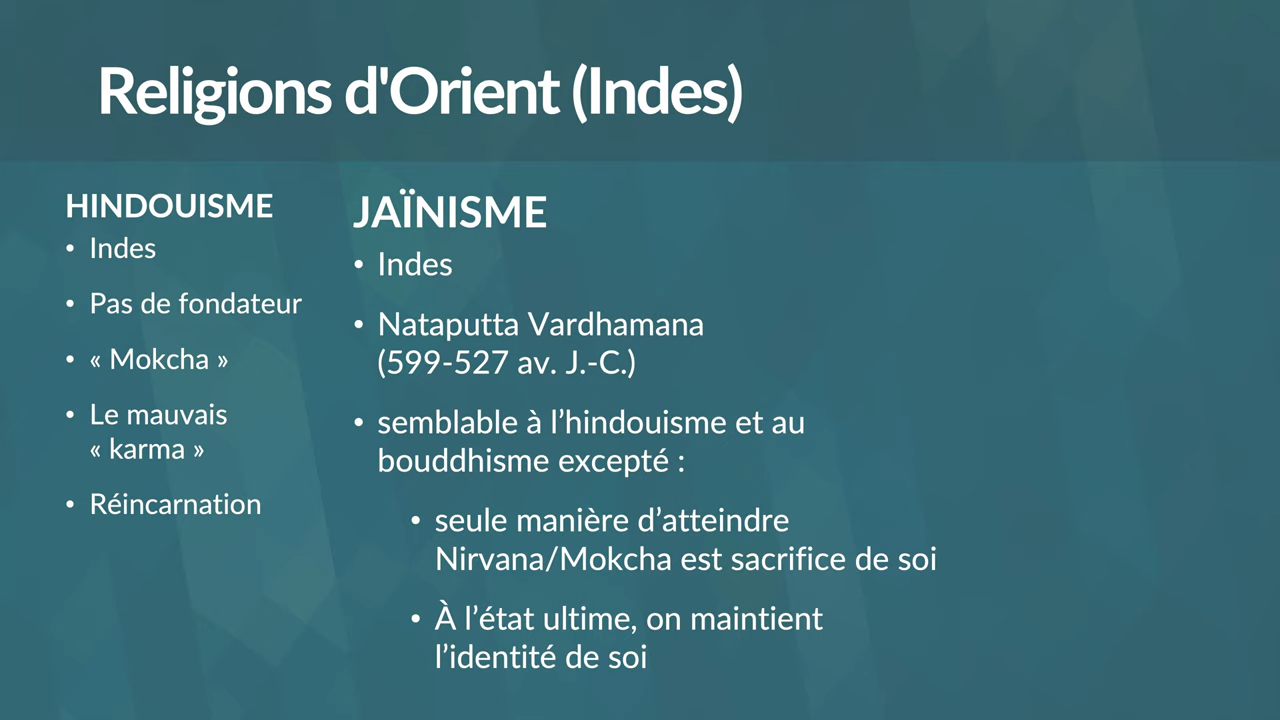 Religions d'Orient (Indes)
HINDOUISME
• Indes
• Pas de fondateur
• « Mokcha »
• Le mauvais
« karma »
• Réincarnation
JAÏNISME
• Indes
• Nataputta Vardhamana
(599-527 av. J.-C.)
• semblable à l’hindouisme et au
bouddhisme excepté :
• seule manière d’atteindre
Nirvana/Mokcha est sacrifice de soi
• À l’état ultime, on maintient
l’identité de soi